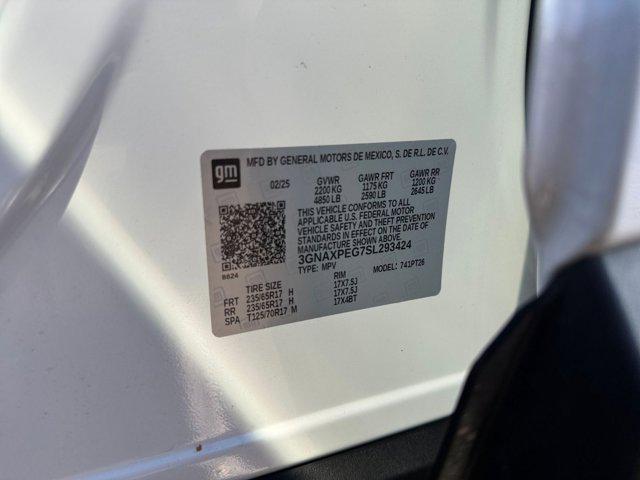 gm MFD BY GENERAL MOTORS DE MEXICO, S. DE R.L. DE C.V.
02/25 GVWR GAWR FRT GAWR RR
2200 KG 1175 KG 1200 KG
4850 LB 2590 LB 2645 LB
THIS VEHICLE CONFORMS TO ALL
APPLICABLE U.S. FEDERAL MOTOR
VEHICLE SAFETY AND THEFT PREVENTION
STANDARDS IN EFFECT ON THE DATE OF
MANUFACTURE SHOWN ABOVE.
3GNAXPEG7SL293424
TYPE: MPV MODEL: 741PT26
8624
TIRE SIZE RIM
FRT 235/65R17 H 17X7.5J
RR 235/65R17 H 17X7.5J
SPA T125/70R17 M 17X4BT